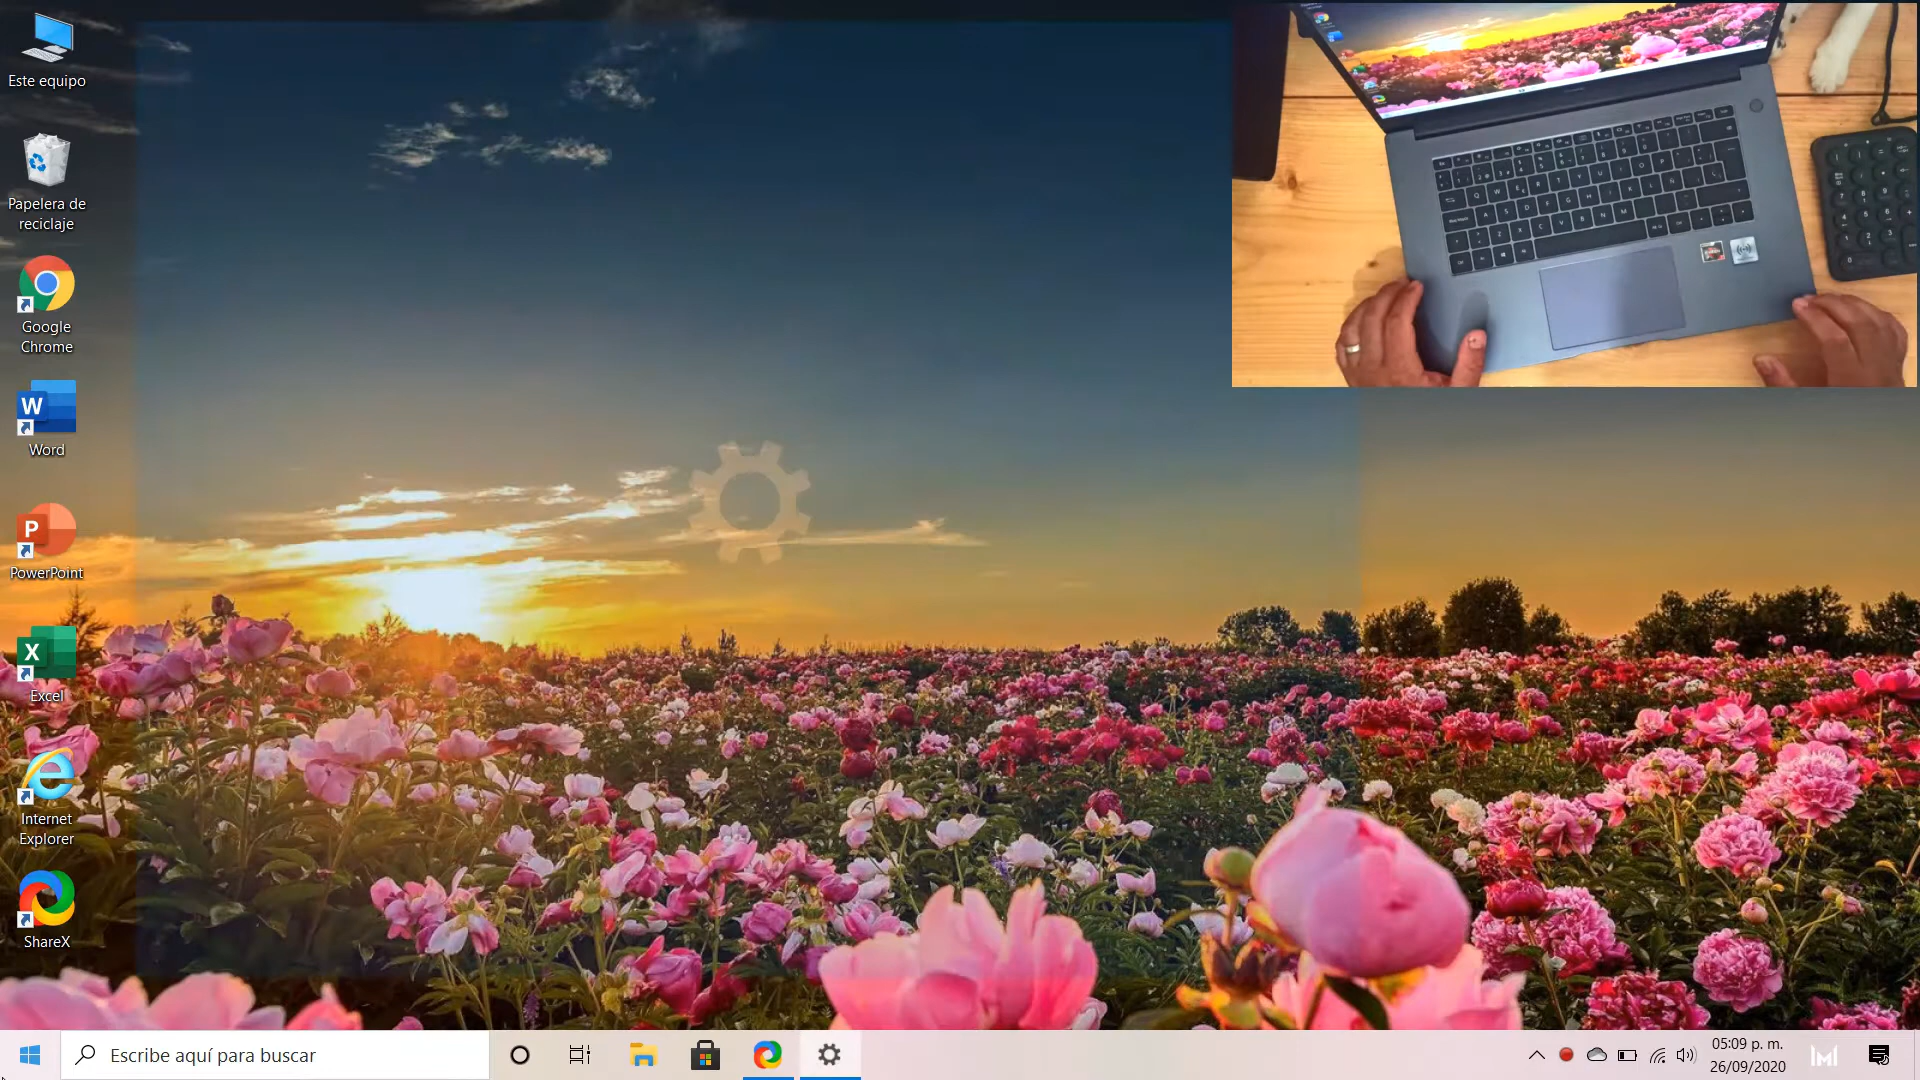 Este equipo
Papelera de
reciclaje
Google
Chrome
W
Word
P
PowerPoint
X
Excel
Internet
Explorer
ShareX
Escribe aquí para buscar
05:09 p. m.
26/09/2020